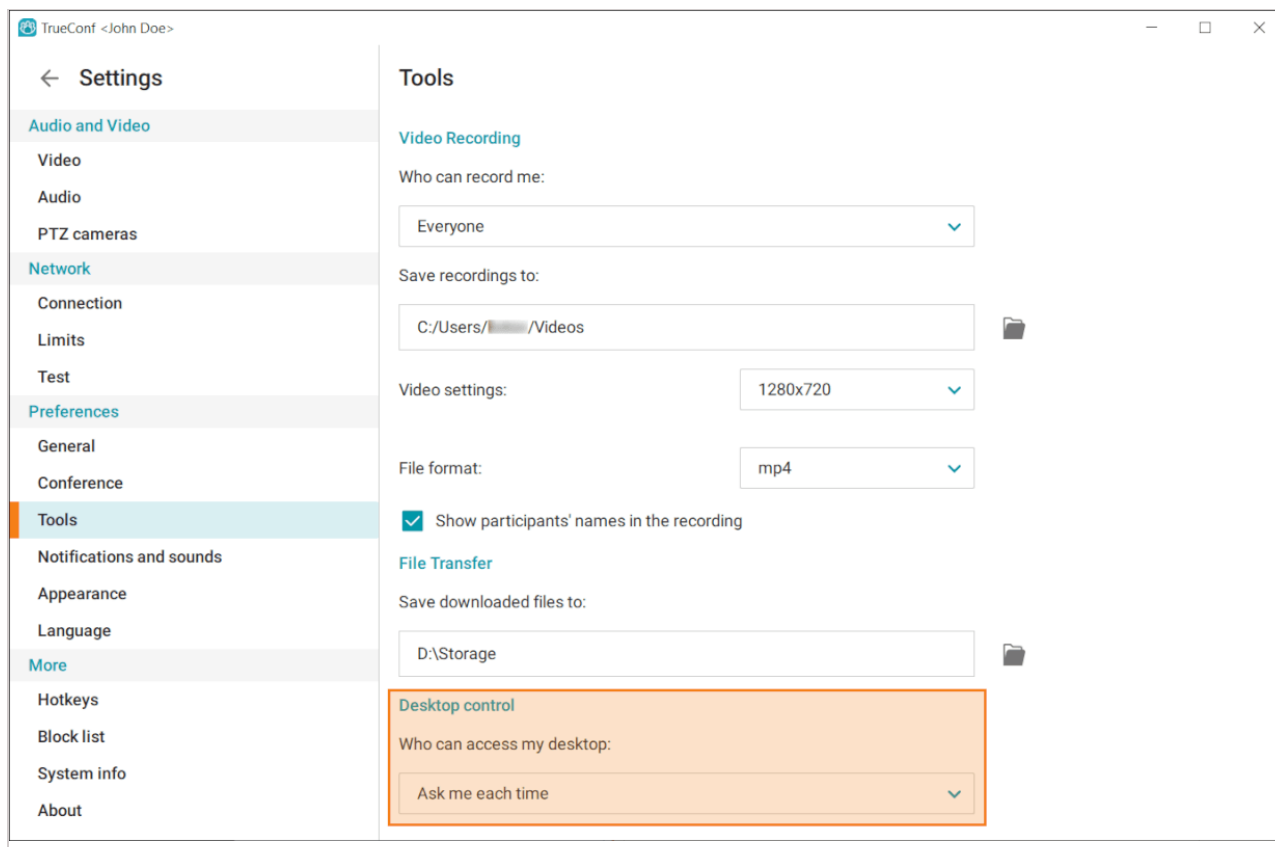 TrueConf <John Doe>
Settings
Audio and Video
Video
Audio
PTZ cameras
Network
Connection
Limits
Test
Preferences
General
Conference
Tools
Notifications and sounds
Appearance
Language
More
Hotkeys
Block list
System info
About
Tools
Video Recording
Who can record me:
Everyone
Save recordings to:
C:/Users/ /Videos
Video settings: 1280x720
File format: mp4
Show participants' names in the recording
File Transfer
Save downloaded files to:
D:\Storage
Desktop control
Who can access my desktop:
Ask me each time